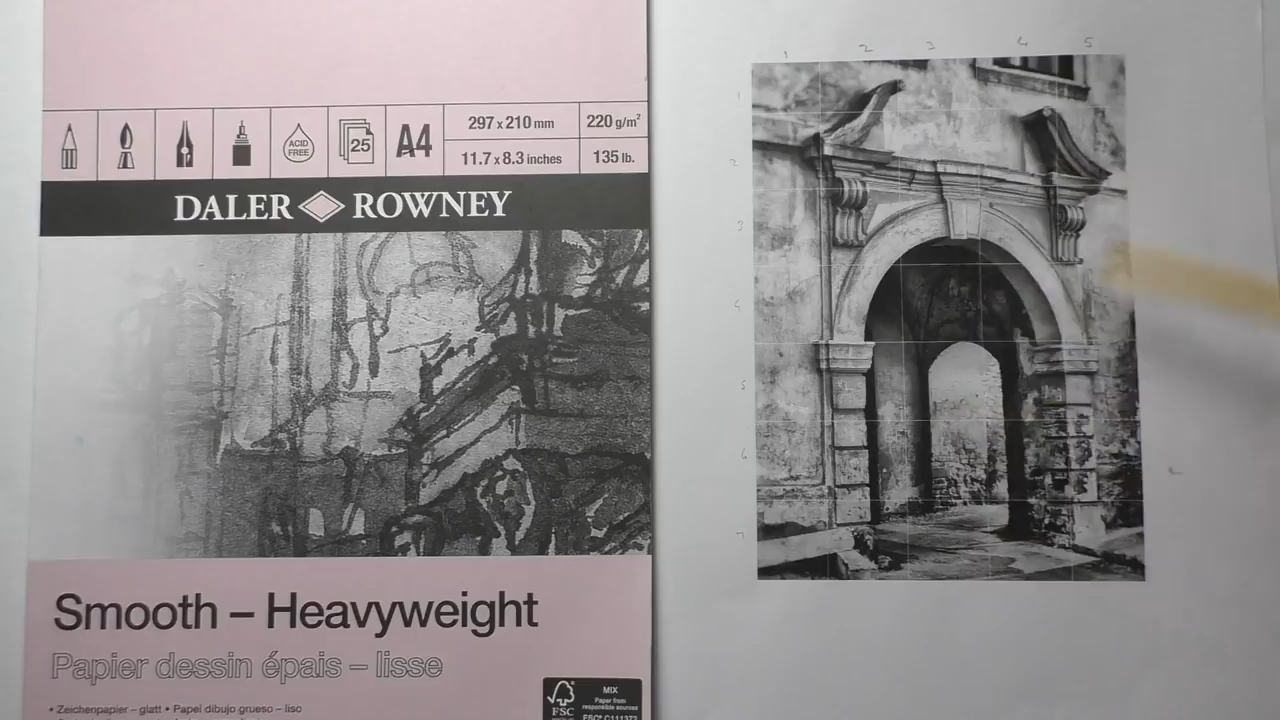 ACID
FREE
25
A4
297 x 210 mm
11.7 x 8.3 inches
220 g/m²
135 lb.
DALER ROWNEY
Smooth – Heavyweight
Papier dessin épais – lisse
• Zeichenpapier – glatt • Papel dibujo grueso – liso
FSC
MIX
Paper from
responsible sources
FSC® C111373
1 2 3 4 5
1
2
3
4
5
6
7